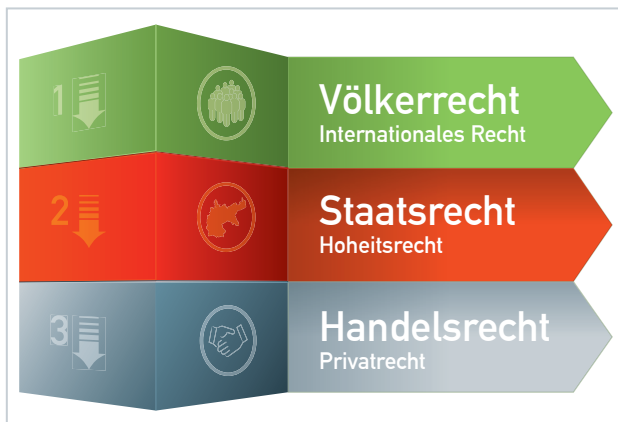 1
Völkerrecht
Internationales Recht
2
Staatsrecht
Hoheitsrecht
3
Handelsrecht
Privatrecht